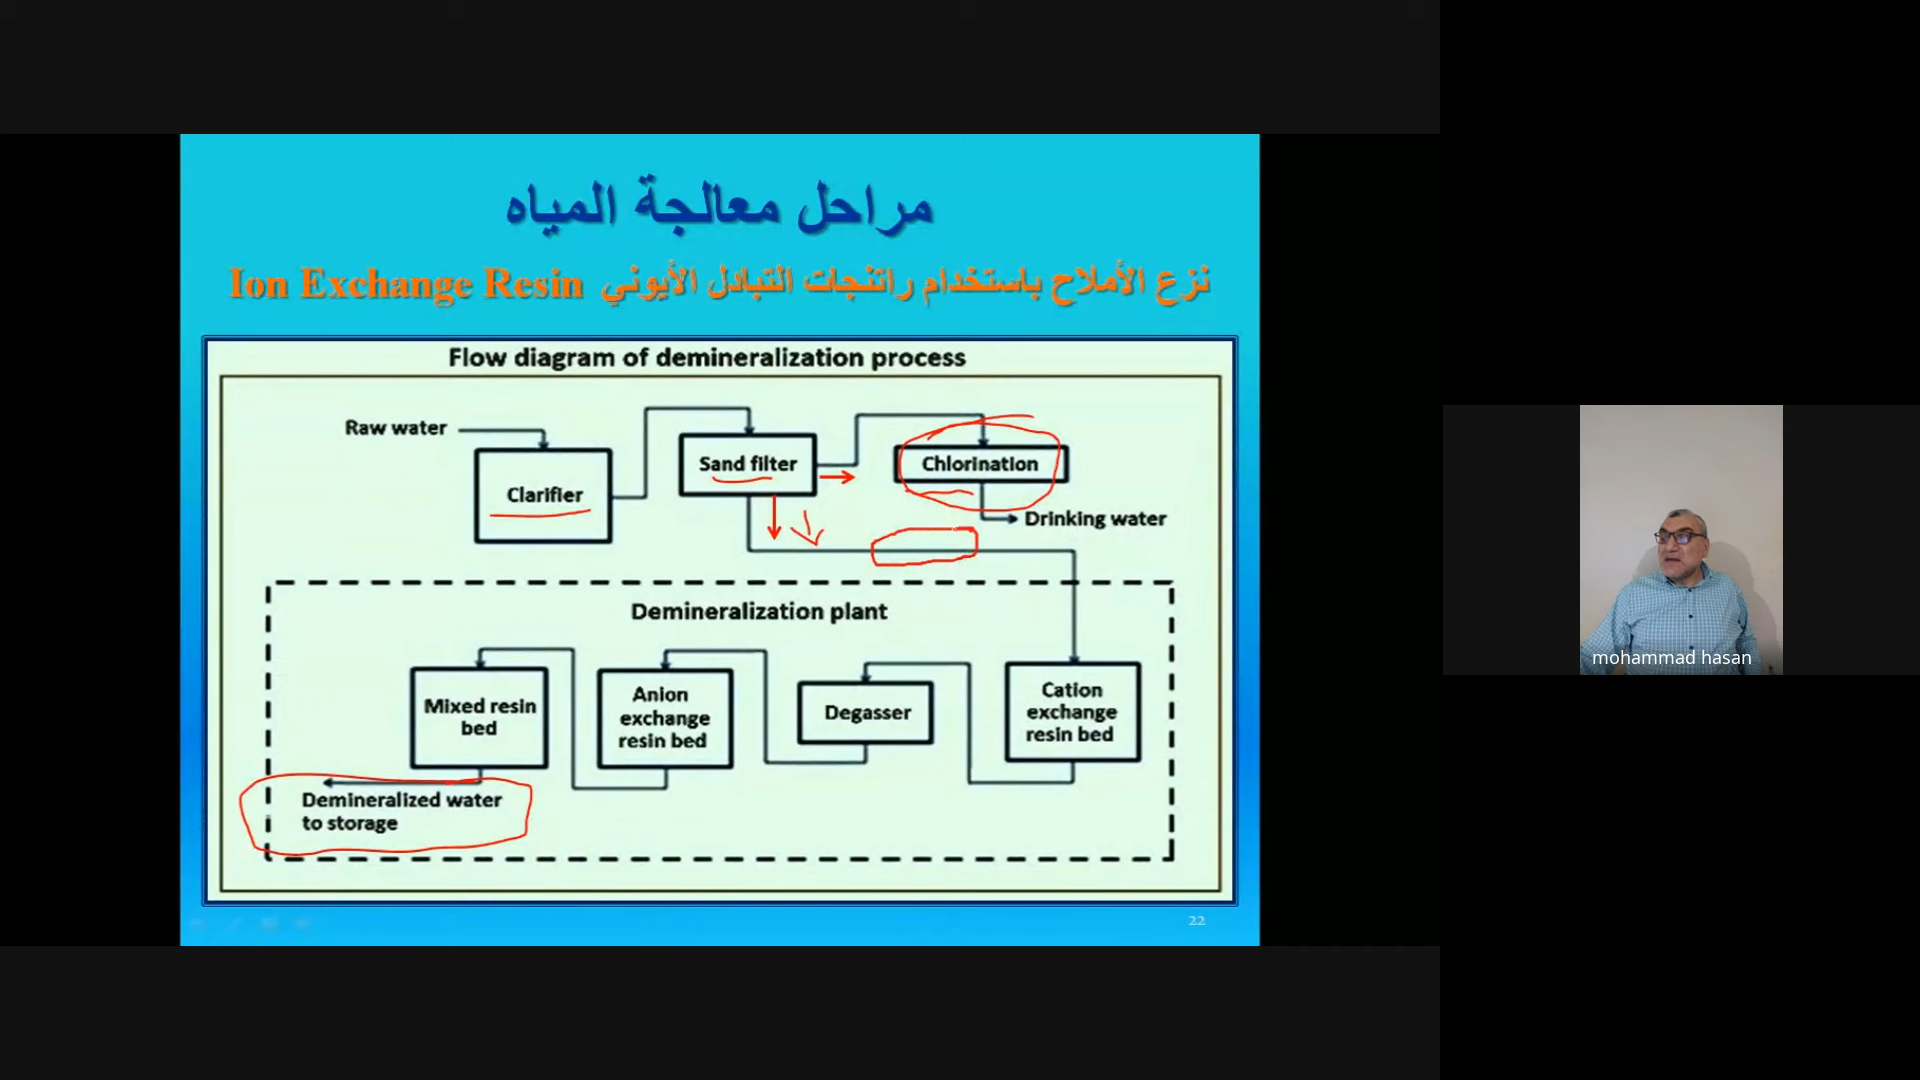 مراحل معالجة المياه
نزع الأملاح باستخدام راتنجات التبادل الأيوني Ion Exchange Resin
Flow diagram of demineralization process
Raw water
Clarifier
Sand filter
Chlorination
Drinking water
Demineralization plant
Mixed resin
bed
Anion
exchange
resin bed
Degasser
Cation
exchange
resin bed
Demineralized water
to storage
22
mohammad hasan